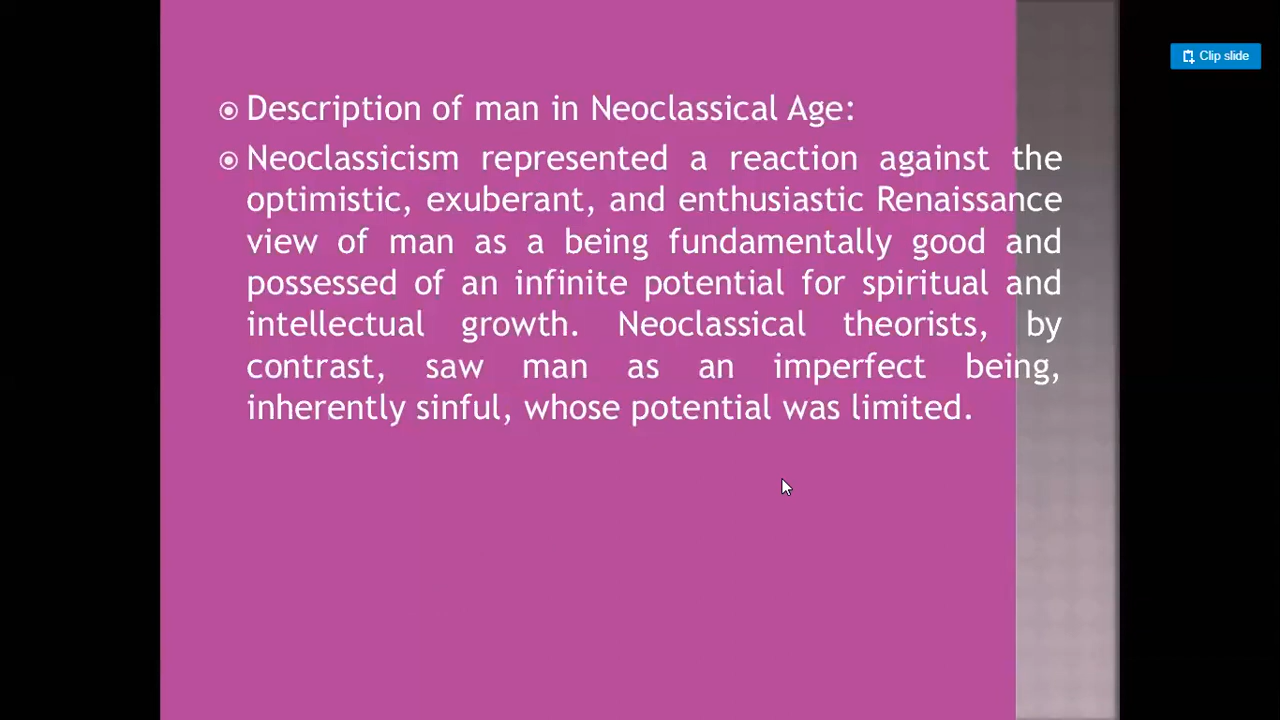 Clip slide
Description of man in Neoclassical Age:
Neoclassicism represented a reaction against the
optimistic, exuberant, and enthusiastic Renaissance
view of man as a being fundamentally good and
possessed of an infinite potential for spiritual and
intellectual growth. Neoclassical theorists, by
contrast, saw man as an imperfect being,
inherently sinful, whose potential was limited.